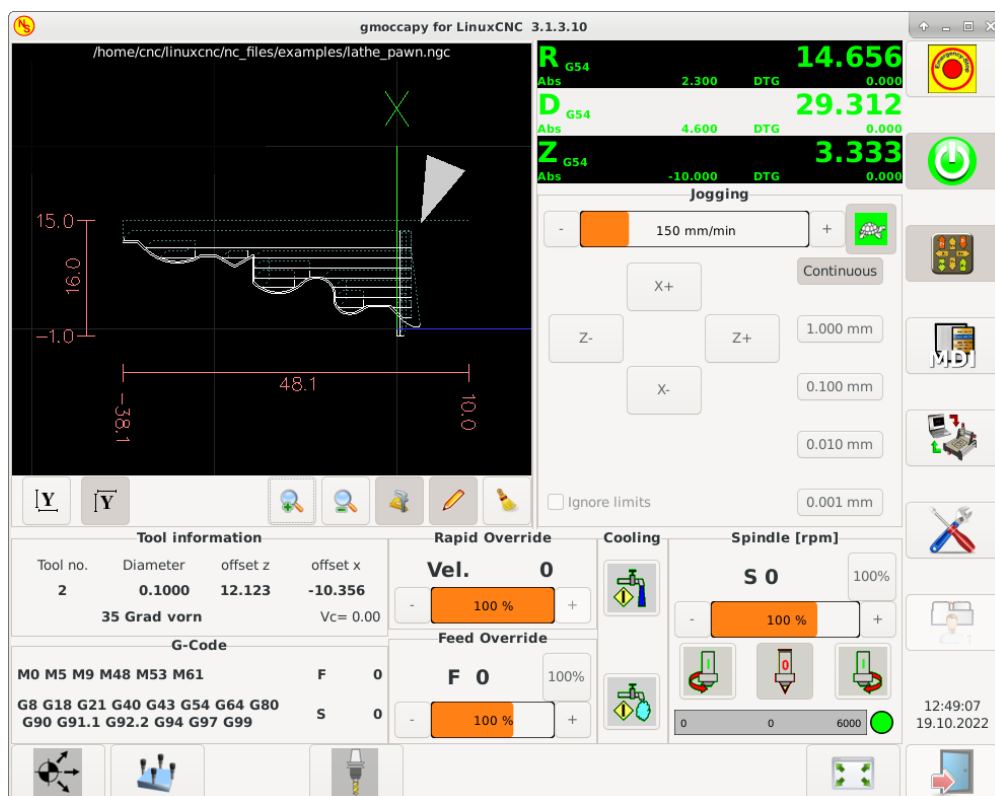 NS
gmoccapy for LinuxCNC 3.1.3.10
/home/cnc/linuxcnc/nc_files/examples/lathe_pawn.ngc
X
15.0
16.0
-1.0
48.1
-38.1
10.0
R G54 14.656
Abs 2.300 DTG 0.000
D G54 29.312
Abs 4.600 DTG 0.000
Z G54 3.333
Abs -10.000 DTG 0.000
Jogging
- 150 mm/min +
Continuous
X+
1.000 mm
Z- Z+
0.100 mm
X-
0.010 mm
Ignore limits 0.001 mm
Emergency-Stop
MDI
1
Y Y
Tool information
Tool no. Diameter offset z offset x
2 0.1000 12.123 -10.356
35 Grad vorn Vc= 0.00
G-Code
M0 M5 M9 M48 M53 M61 F 0
G8 G18 G21 G40 G43 G54 G64 G80
G90 G91.1 G92.2 G94 G97 G99
S 0
Rapid Override
Vel. 0
- 100 % +
Feed Override
F 0 100%
- 100 % +
Cooling
Spindle [rpm]
S 0 100%
- 100 % +
I 0 I
0 0 6000
12:49:07
19.10.2022